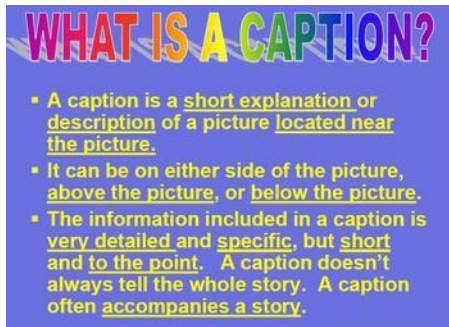 WHAT IS A CAPTION?
▪ A caption is a short explanation or
description of a picture located near
the picture.
▪ It can be on either side of the picture,
above the picture, or below the picture.
▪ The information included in a caption is
very detailed and specific, but short
and to the point. A caption doesn't
always tell the whole story. A caption
often accompanies a story.